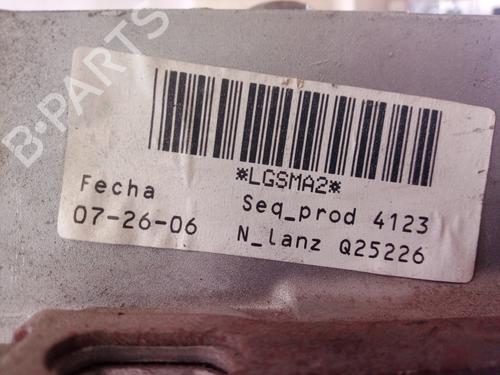 B-PARTS
*LGSMA2*
Fecha
Seq_prod 4123
07-26-06
N_lanz Q25226